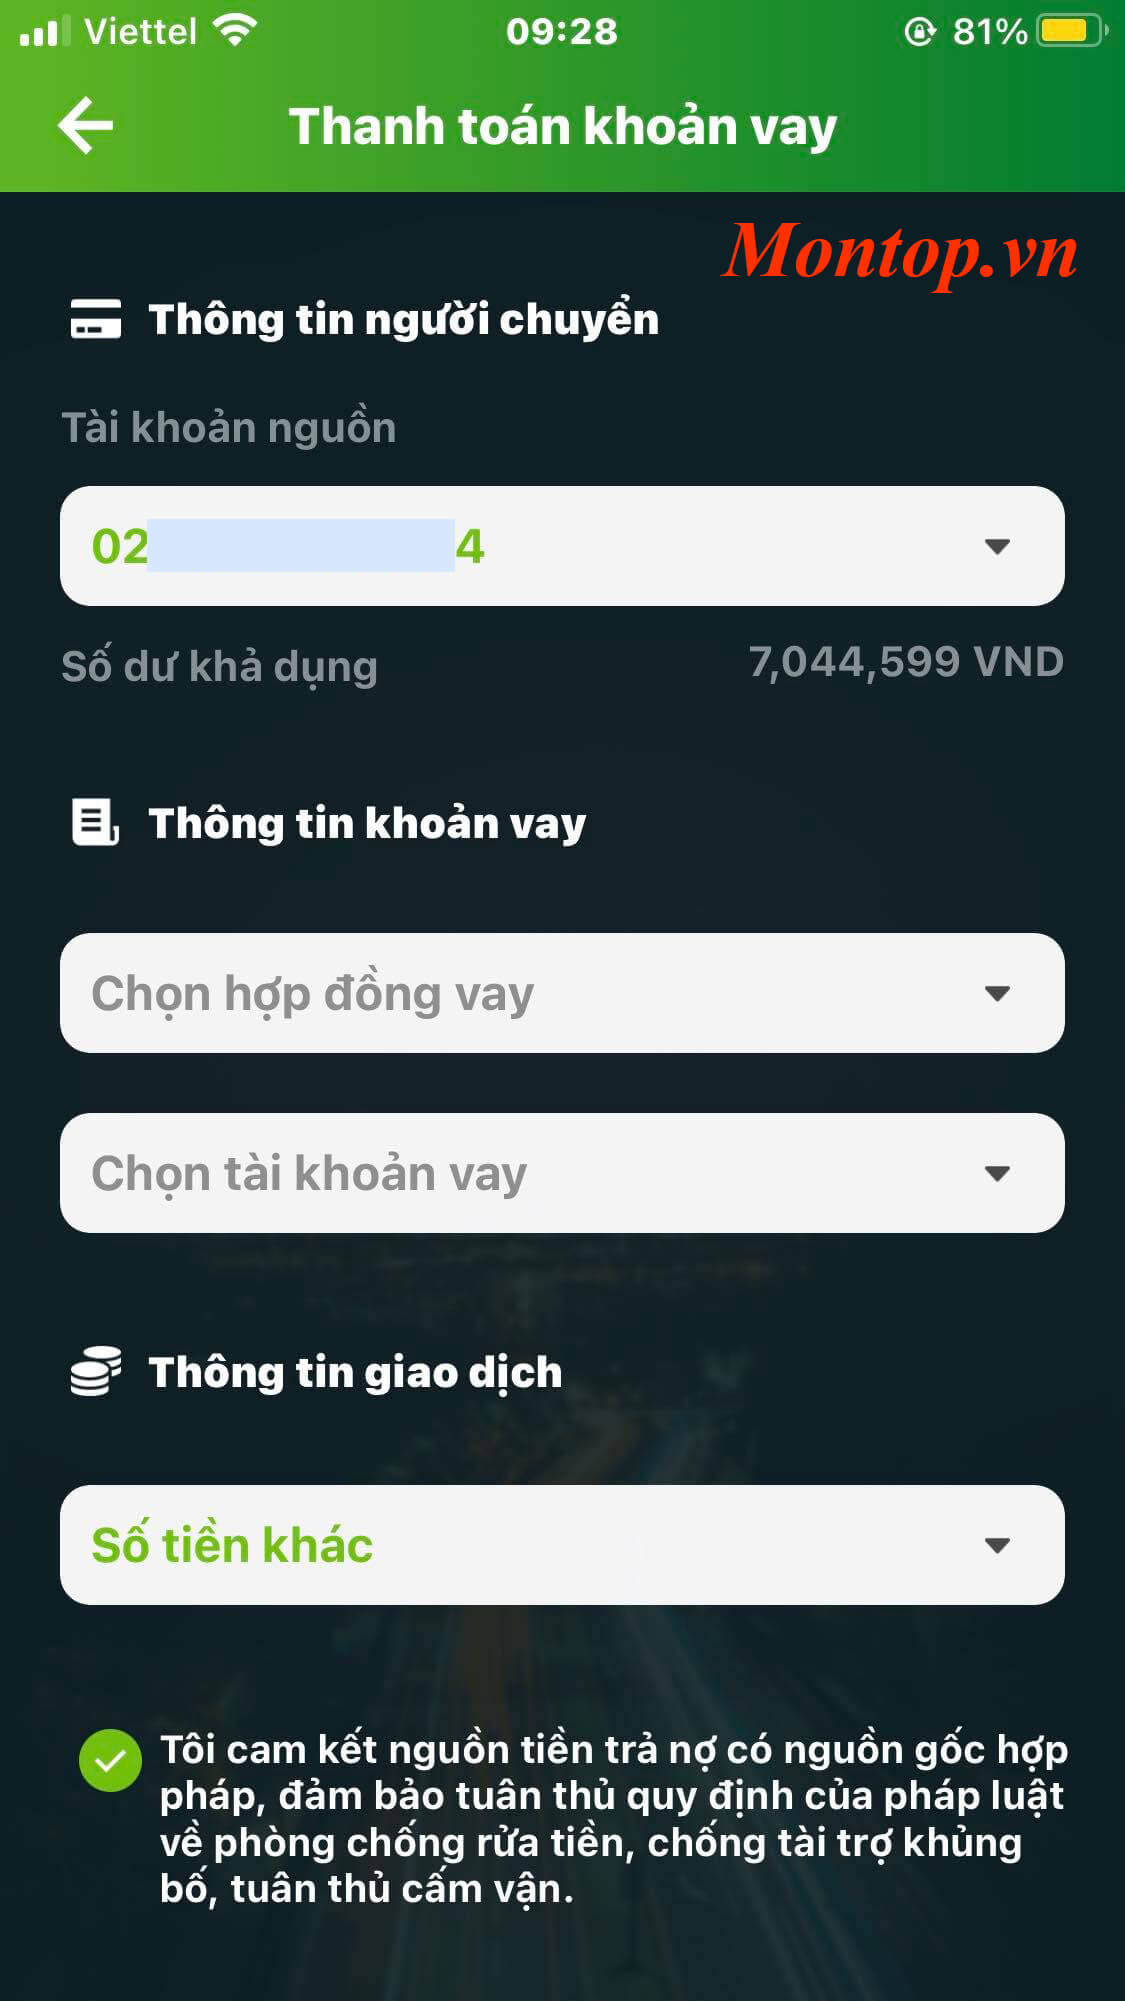 Viettel 09:28 81%
Thanh toán khoản vay
Montop.vn
Thông tin người chuyển
Tài khoản nguồn
02 4
Số dư khả dụng 7,044,599 VND
Thông tin khoản vay
Chọn hợp đồng vay
Chọn tài khoản vay
Thông tin giao dịch
Số tiền khác
Tôi cam kết nguồn tiền trả nợ có nguồn gốc hợp
pháp, đảm bảo tuân thủ quy định của pháp luật
về phòng chống rửa tiền, chống tài trợ khủng
bố, tuân thủ cấm vận.